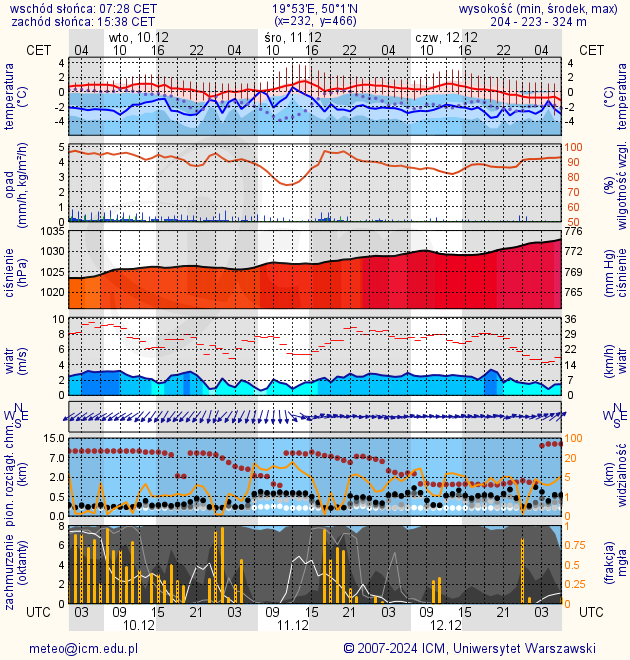 wschód słońca: 07:28 CET 19°53'E, 50°1'N wysokość (min, środek, max)
zachód słońca: 15:38 CET (x=232, y=466) 204 - 223 - 324 m
wto, 10.12 śro, 11.12 czw, 12.12
CET 04 10 16 22 04 10 16 22 04 10 16 22 04 CET
temperatura (°C)
4 2 0 -2 -4
4 2 0 -2 -4
temperatura (°C)
opad (mm/h, kg/m²/h)
5 4 3 2 1 0
100 90 80 70 60 50
(%) wilgotność wzgl.
ciśnienie (hPa)
1035 1030 1025 1020
776 772 769 765
(mm Hg) ciśnienie
wiatr (m/s)
10 8 6 4 2 0
36 29 22 14 7 0
(km/h) wiatr
N W E S
N W E S
pion. rozciągł. chm. (km)
15.0 7.0 2.0 0.5 0.0
100 20 5 1 0
(km) widzialność
zachmurzenie (oktanty)
8 6 4 2 0
1 0.75 0.5 0.25 0
(frakcja) mgła
UTC 03 09 15 21 03 09 15 21 03 09 15 21 03 UTC
10.12 11.12 12.12
meteo@icm.edu.pl © 2007-2024 ICM, Uniwersytet Warszawski